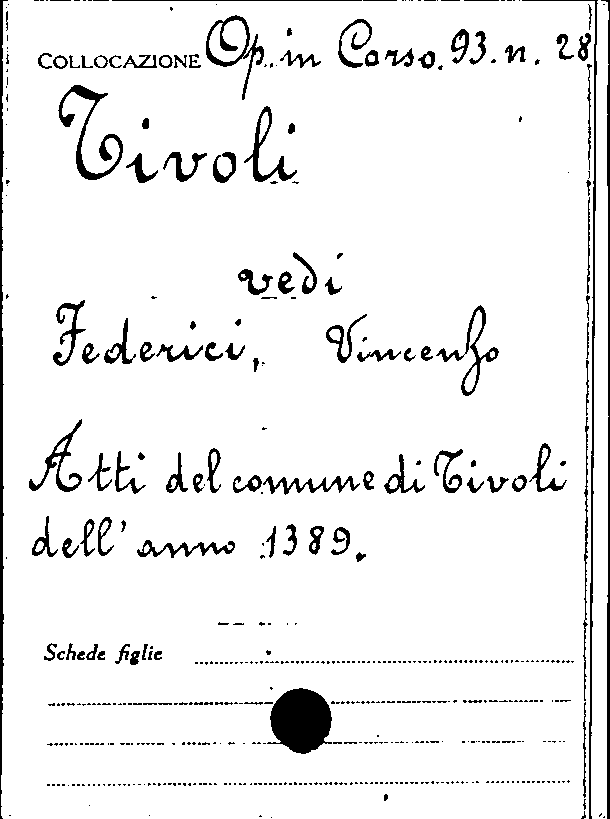 COLLOCAZIONE Op. in Corso. 93. n. 28
Tivoli
vedi
Federici, Vincenzo
Atti del comune di Tivoli
dell'anno 1389.
Schede figlie